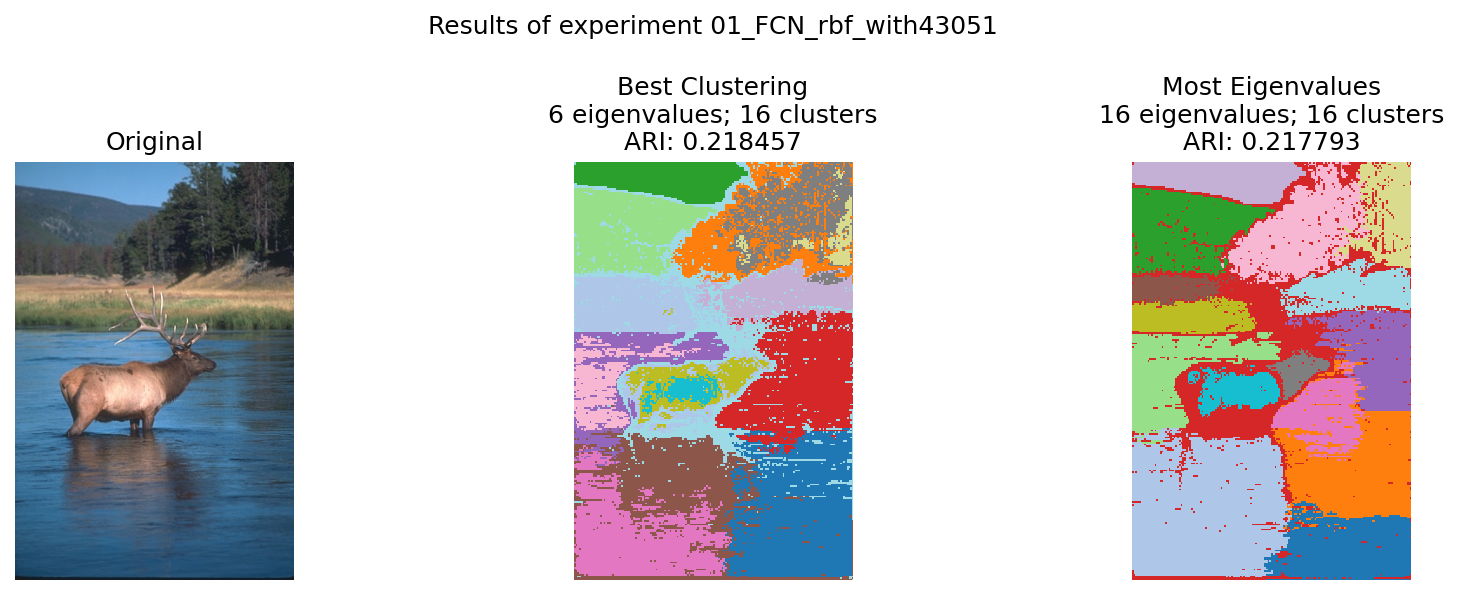 Results of experiment 01_FCN_rbf_with43051
Original
Best Clustering
6 eigenvalues; 16 clusters
ARI: 0.218457
Most Eigenvalues
16 eigenvalues; 16 clusters
ARI: 0.217793